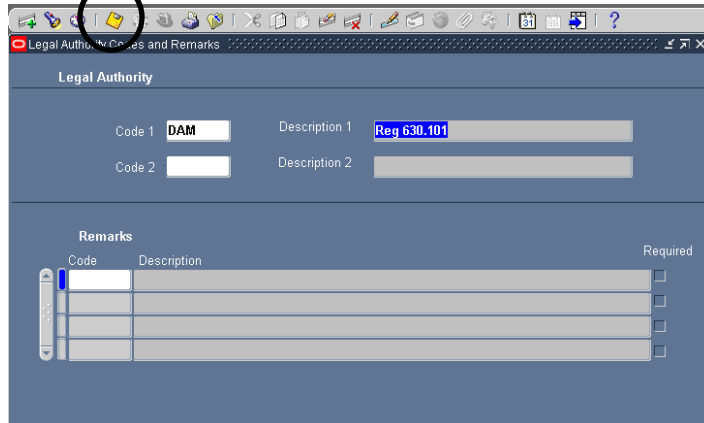 31 ?
Legal Authority Codes and Remarks
Legal Authority
Code 1 DAM Description 1 Reg 630.101
Code 2 Description 2
Remarks
Required
Code Description